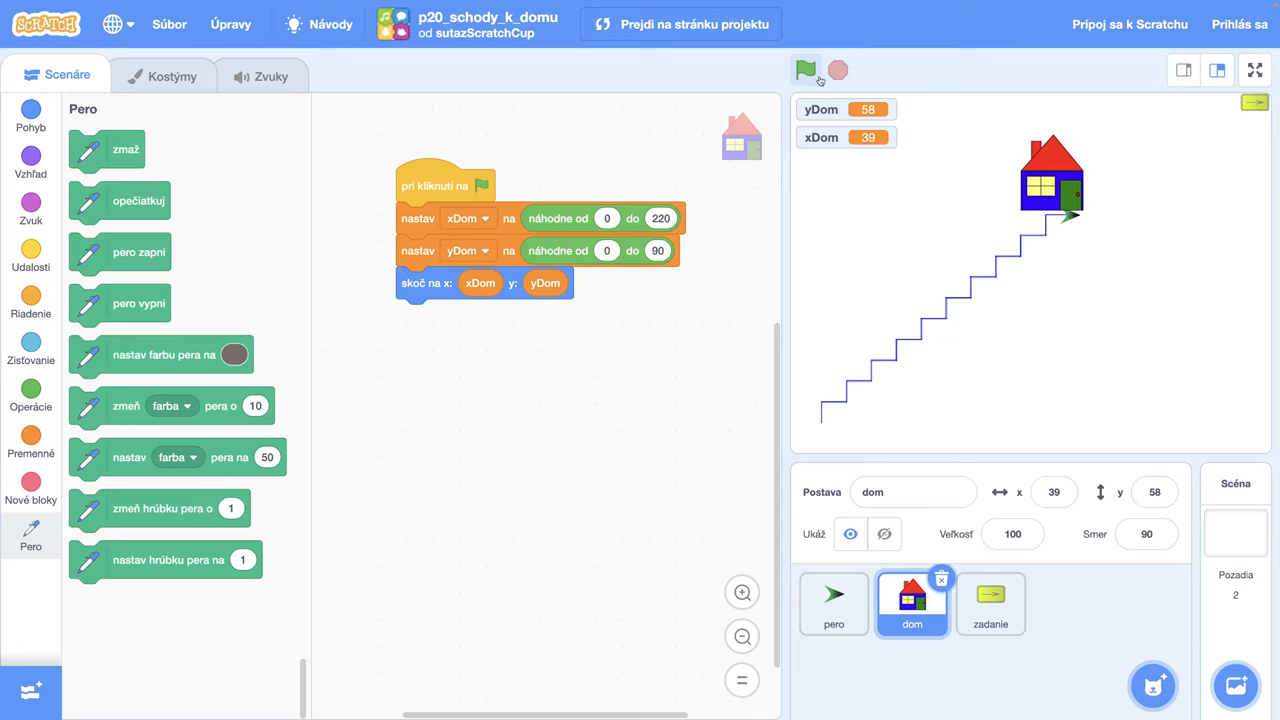 SCRATCH
Súbor
Úpravy
Návody
p20_schody_k_domu
od sutazScratchCup
Prejdi na stránku projektu
Pripoj sa k Scratchu
Prihlás sa
Scenáre
Kostýmy
Zvuky
Pohyb
Vzhľad
Zvuk
Udalosti
Riadenie
Zisťovanie
Operácie
Premenné
Nové bloky
Pero
Pero
zmaž
opečiatkuj
pero zapni
pero vypni
nastav farbu pera na
zmeň farba pera o 10
nastav farba pera na 50
zmeň hrúbku pera o 1
nastav hrúbku pera na 1
pri kliknutí na
nastav xDom na náhodne od 0 do 220
nastav yDom na náhodne od 0 do 90
skoč na x: xDom y: yDom
yDom 58
xDom 39
Postava dom x 39 y 58
Ukáž Veľkosť 100 Smer 90
pero
dom
zadanie
Scéna
Pozadia
2